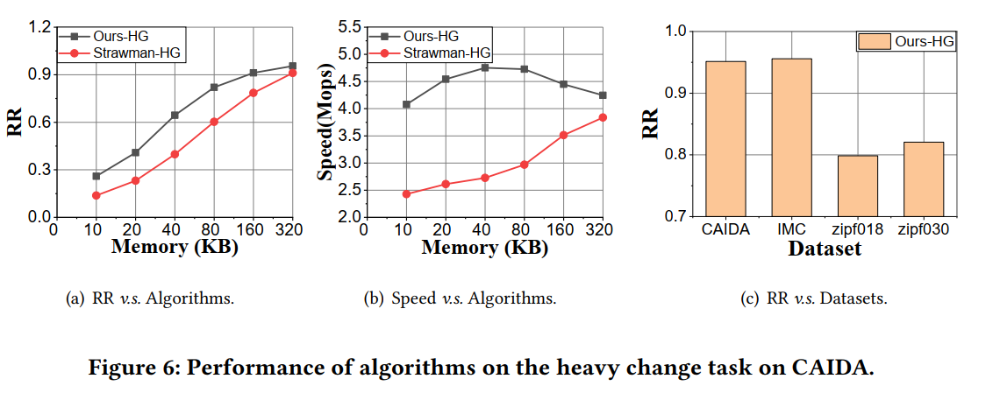 1.2
0.9
0.6
0.3
0.0
RR
Ours-HG
Strawman-HG
0 10 20 40 80 160 320
Memory (KB)
(a) RR v.s. Algorithms.
5.5
5.0
4.5
4.0
3.5
3.0
2.5
2.0
Speed(Mops)
Ours-HG
Strawman-HG
0 10 20 40 80 160 320
Memory (KB)
(b) Speed v.s. Algorithms.
1.0
0.9
0.8
0.7
RR
Ours-HG
CAIDA IMC zipf018 zipf030
Dataset
(c) RR v.s. Datasets.
Figure 6: Performance of algorithms on the heavy change task on CAIDA.